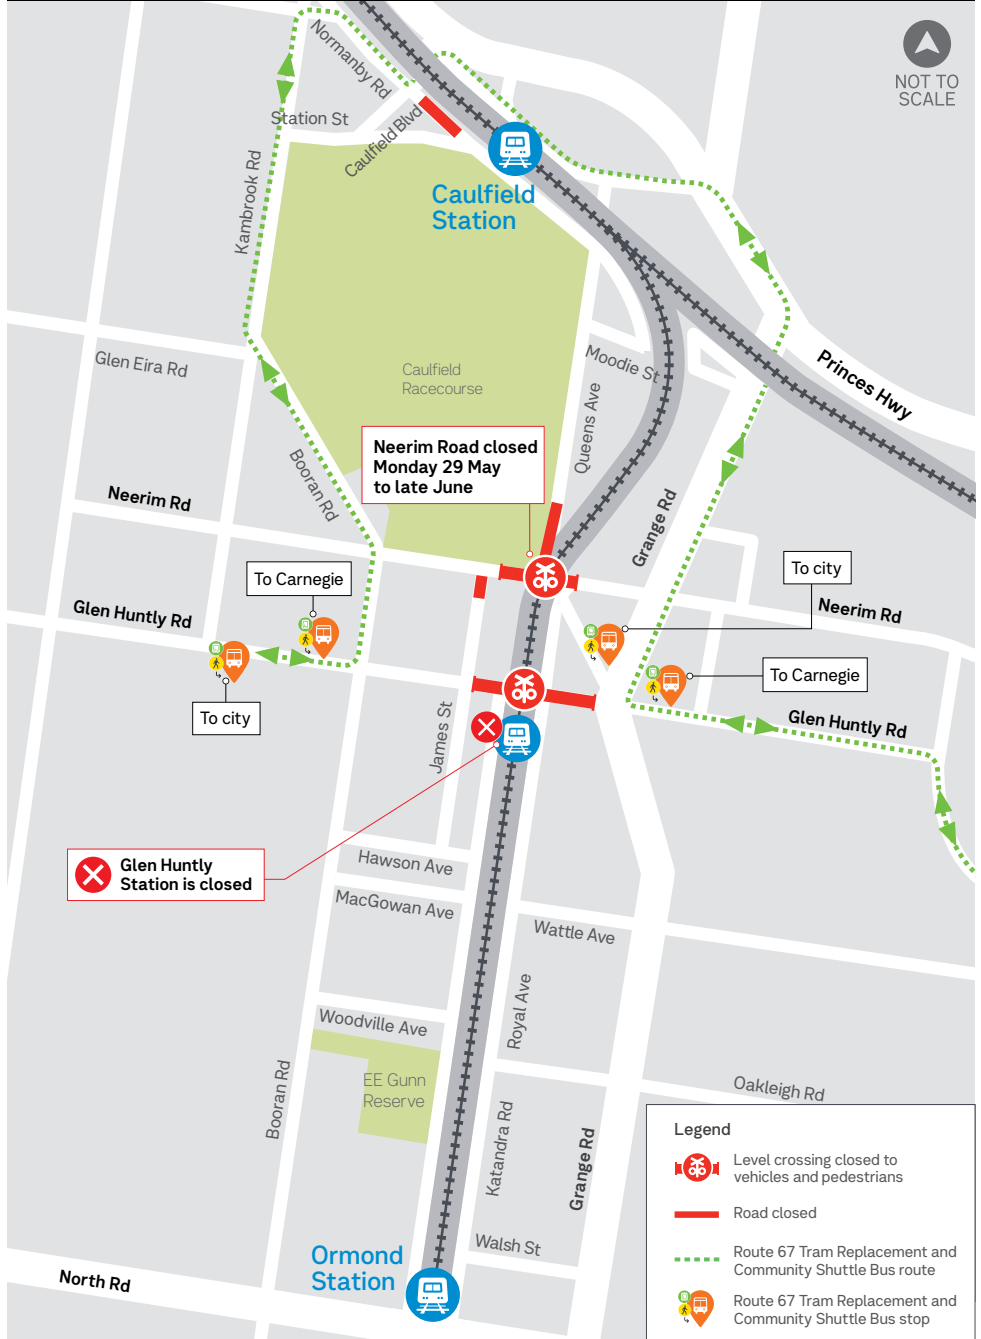 NOT TO
SCALE
Normanby Rd
Station St
Caulfield Blvd
Kambrook Rd
Caulfield
Station
Glen Eira Rd
Caulfield
Racecourse
Moodie St
Queens Ave
Princes Hwy
Neerim Road closed
Monday 29 May
to late June
Booran Rd
Neerim Rd
Grange Rd
To Carnegie
To city
Glen Huntly Rd
Neerim Rd
To city
To Carnegie
Glen Huntly Rd
James St
Glen Huntly
Station is closed
Hawson Ave
MacGowan Ave
Wattle Ave
Royal Ave
Woodville Ave
EE Gunn
Reserve
Booran Rd
Oakleigh Rd
Katandra Rd
Grange Rd
Walsh St
Ormond
Station
North Rd
Legend
Level crossing closed to
vehicles and pedestrians
Road closed
Route 67 Tram Replacement and
Community Shuttle Bus route
Route 67 Tram Replacement and
Community Shuttle Bus stop